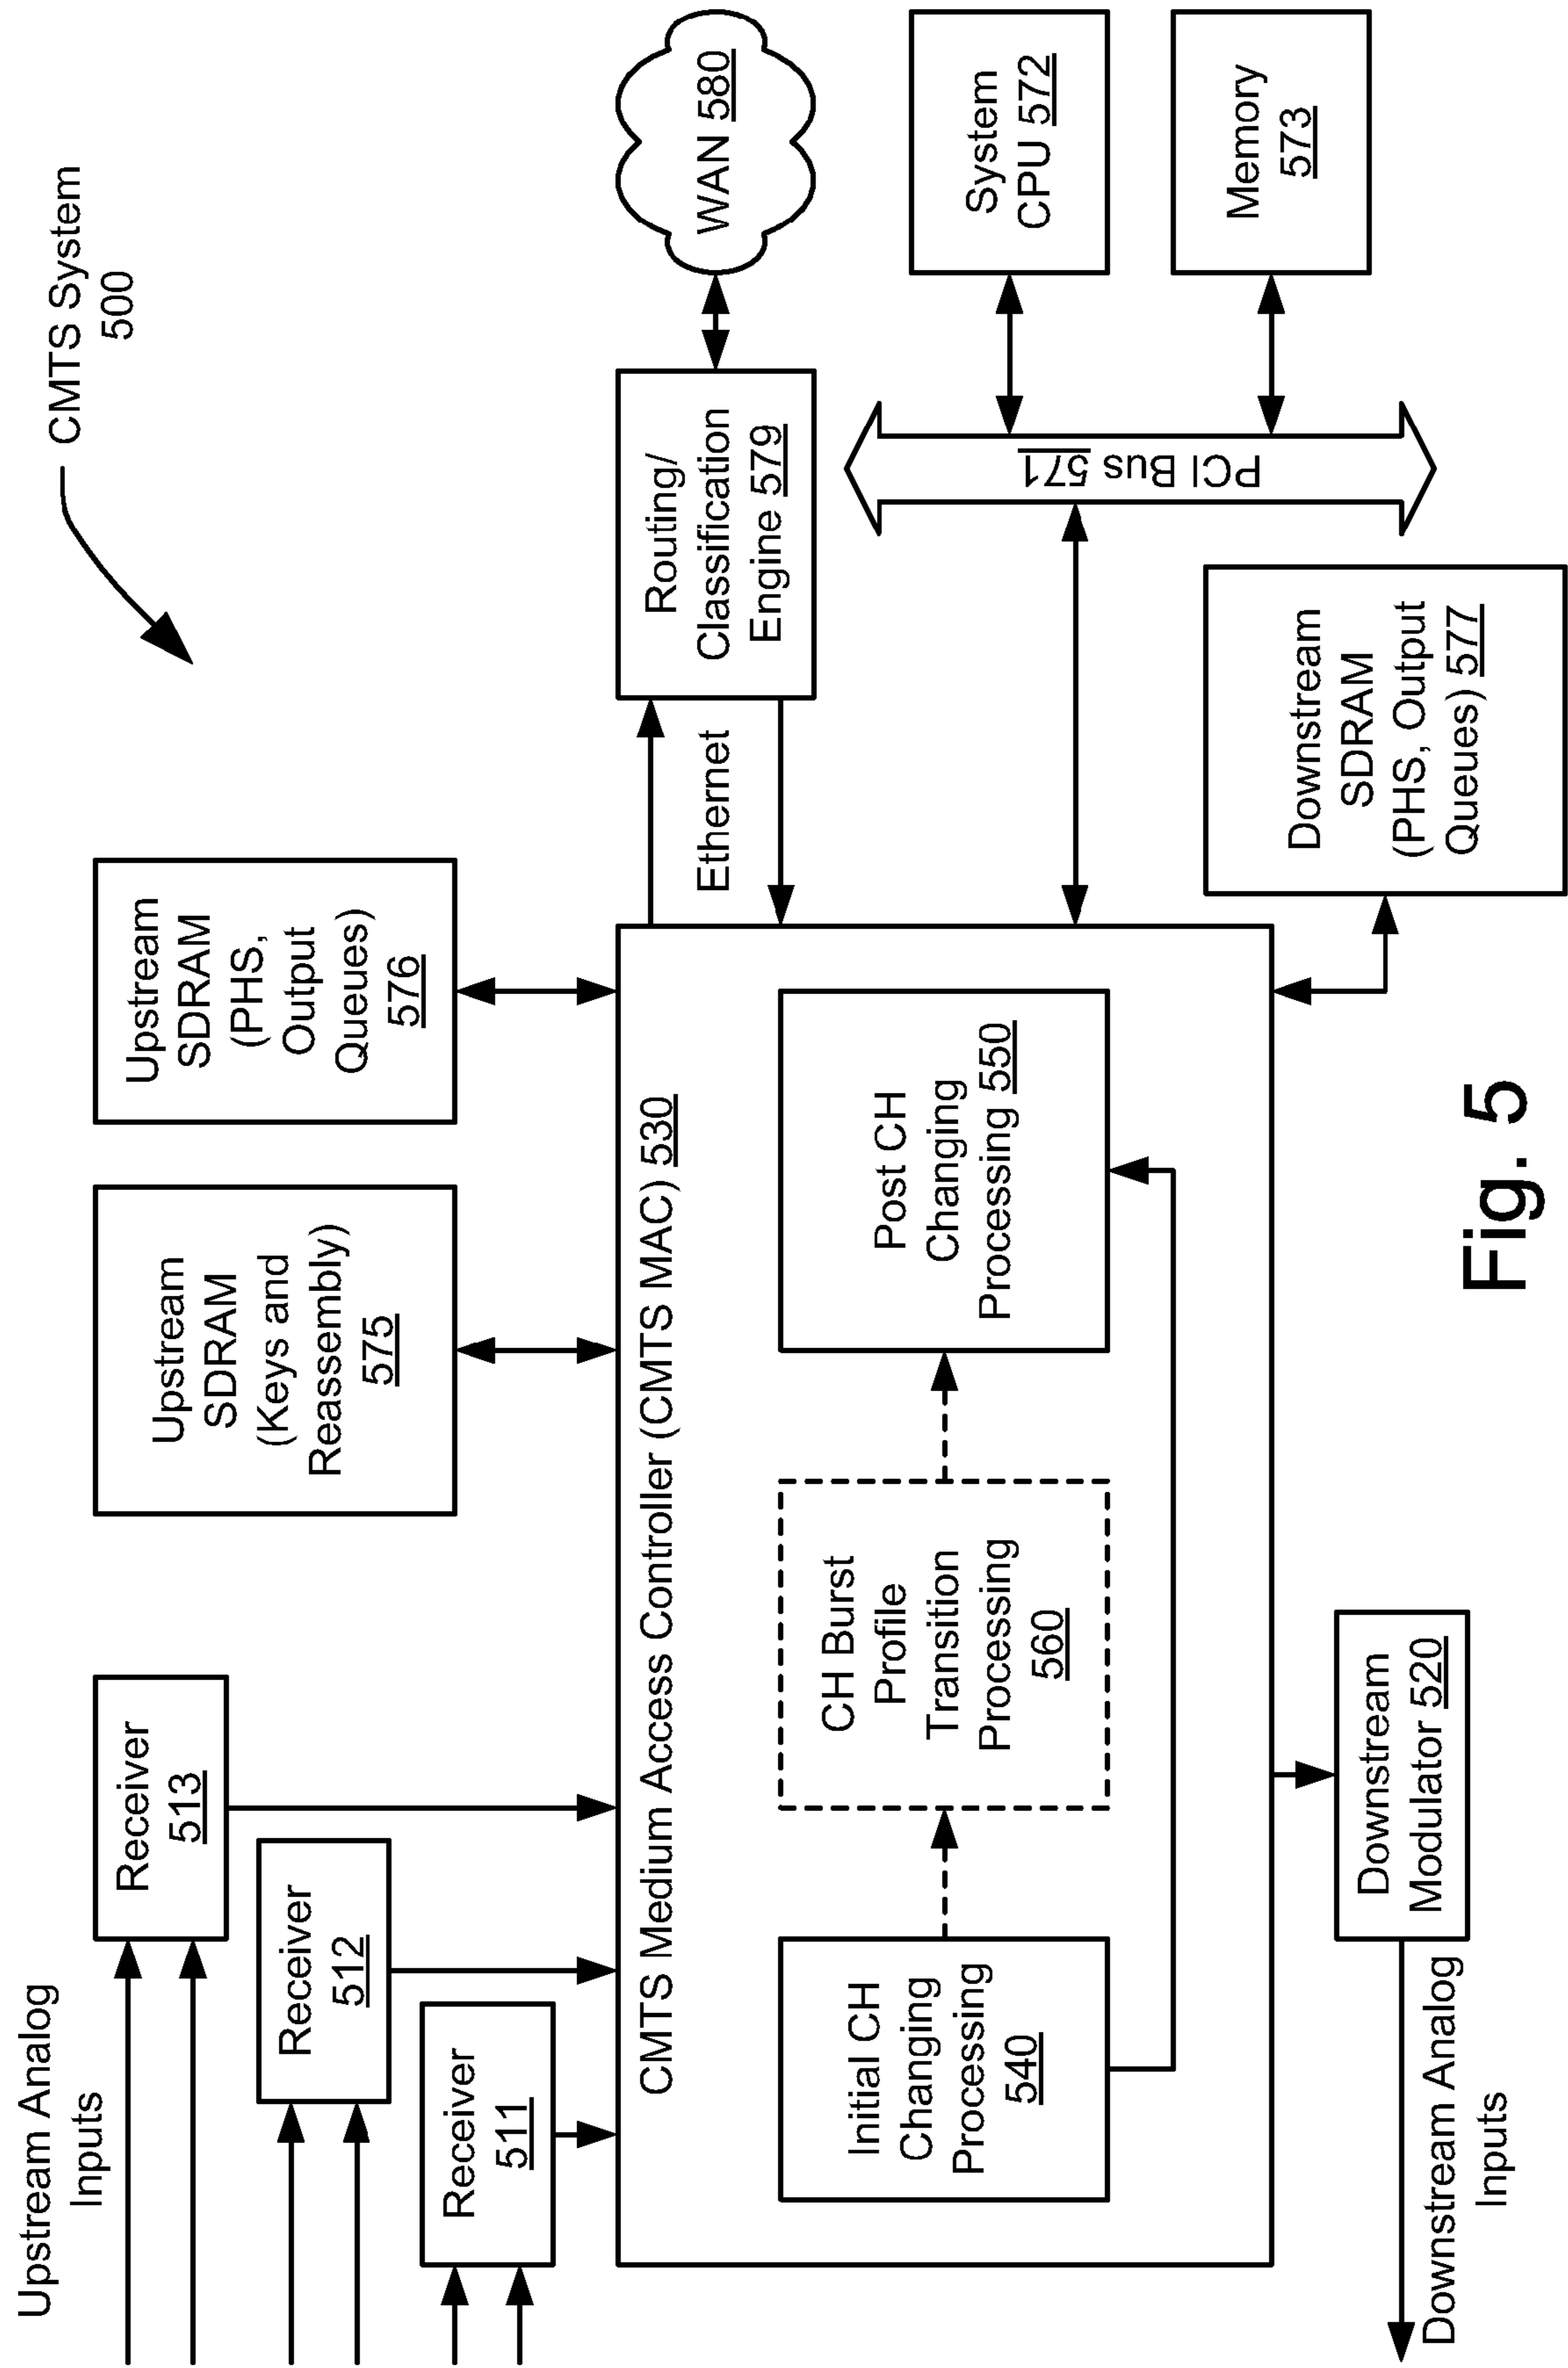 CMTS System
500
Upstream Analog
Inputs
Receiver
513
Receiver
512
Receiver
511
Upstream
SDRAM
(Keys and
Reassembly)
575
Upstream
SDRAM
(PHS,
Output
Queues)
576
CMTS Medium Access Controller (CMTS MAC) 530
Initial CH
Changing
Processing
540
CH Burst
Profile
Transition
Processing
560
Post CH
Changing
Processing 550
Ethernet
Routing/
Classification
Engine 579
WAN 580
PCI Bus 571
System
CPU 572
Memory
573
Downstream
SDRAM
(PHS, Output
Queues) 577
Downstream
Modulator 520
Downstream Analog
Inputs
Fig. 5